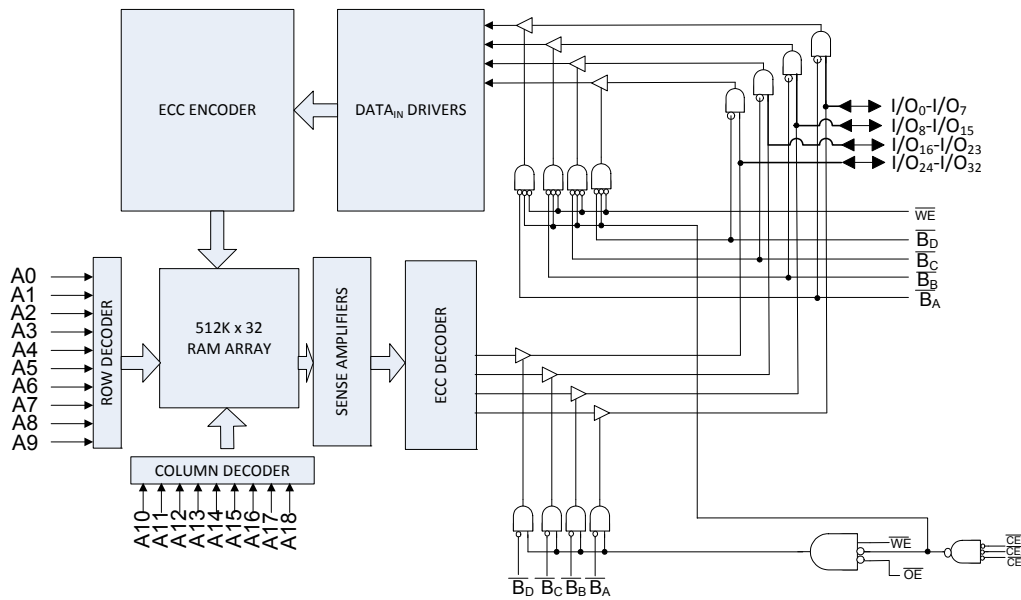 ECC ENCODER
DATAIN DRIVERS
I/O0-I/O7
I/O8-I/O15
I/O16-I/O23
I/O24-I/O32
WE
BD
BC
BB
BA
A0
A1
A2
A3
A4
A5
A6
A7
A8
A9
ROW DECODER
512K x 32
RAM ARRAY
SENSE AMPLIFIERS
ECC DECODER
COLUMN DECODER
A10
A11
A12
A13
A14
A15
A16
A17
A18
WE
OE
CE
CE
CE
BD
BC
BB
BA